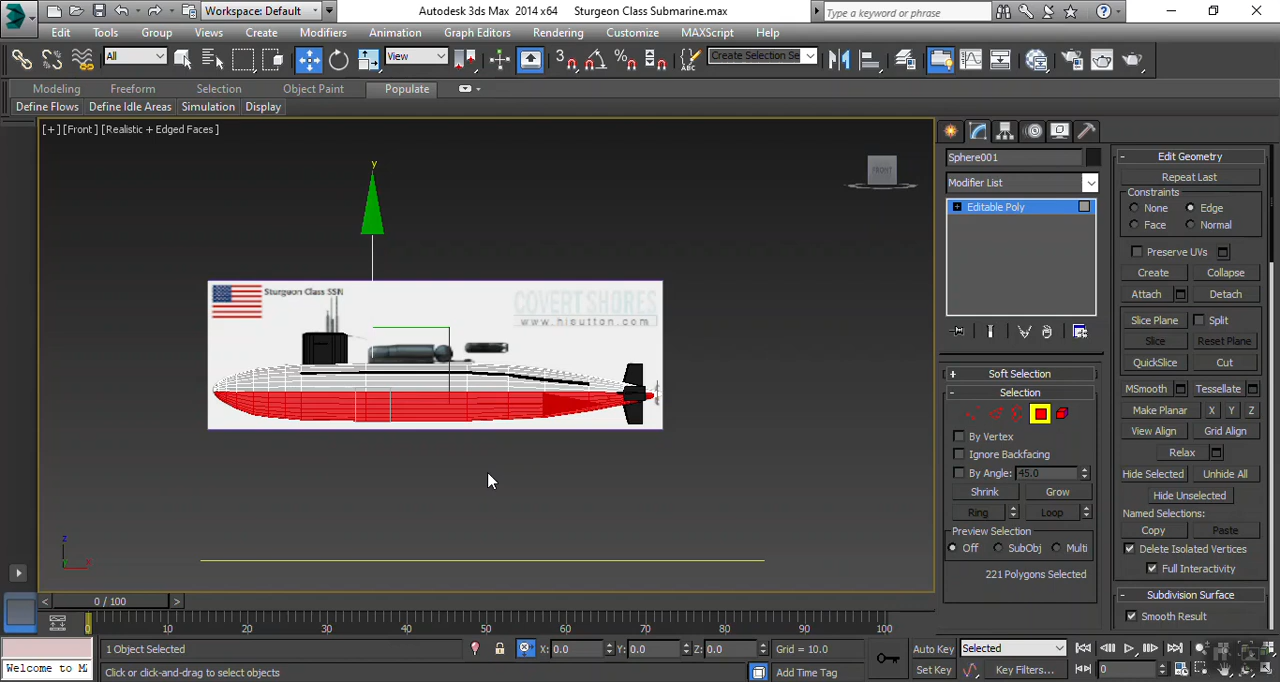 Workspace: Default
Autodesk 3ds Max 2014 x64 Sturgeon Class Submarine.max
Type a keyword or phrase
Edit Tools Group Views Create Modifiers Animation Graph Editors Rendering Customize MAXScript Help
All View 3 Create Selection Se
Modeling Freeform Selection Object Paint Populate
Define Flows Define Idle Areas Simulation Display
[+] [Front] [Realistic + Edged Faces]
y
FRONT
Sturgeon Class SSN
COVERT SHORES
www.hisutton.com
z
x
Sphere001
Modifier List
Editable Poly
Soft Selection
Selection
By Vertex
Ignore Backfacing
By Angle: 45.0
Shrink Grow
Ring Loop
Preview Selection
Off SubObj Multi
221 Polygons Selected
Edit Geometry
Repeat Last
Constraints
None Edge
Face Normal
Preserve UVs
Create Collapse
Attach Detach
Slice Plane Split
Slice Reset Plane
QuickSlice Cut
MSmooth Tessellate
Make Planar X Y Z
View Align Grid Align
Relax
Hide Selected Unhide All
Hide Unselected
Named Selections:
Copy Paste
Delete Isolated Vertices
Full Interactivity
Subdivision Surface
Smooth Result
0 / 100
0 10 20 30 40 50 60 70 80 90 100
1 Object Selected
X: 0.0 Y: 0.0 Z: 0.0 Grid = 10.0
Auto Key Selected
Welcome to M
Click or click-and-drag to select objects
Add Time Tag
Set Key Key Filters... 0